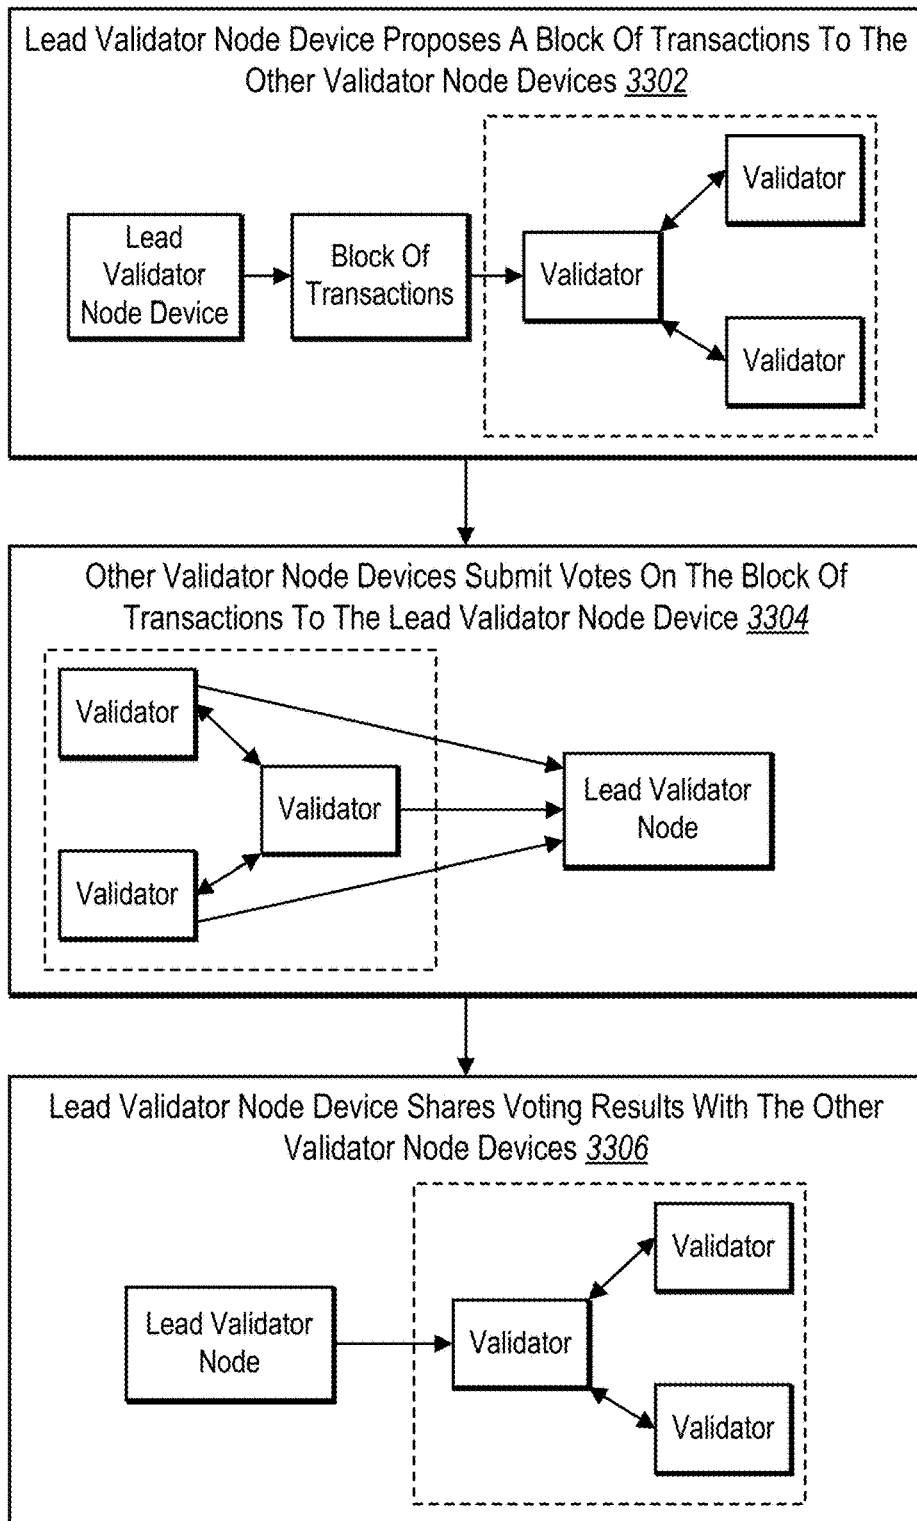 Lead Validator Node Device Proposes A Block Of Transactions To The
Other Validator Node Devices 3302
Validator
Lead
Validator
Node Device
Block Of
Transactions
Validator
Validator
Other Validator Node Devices Submit Votes On The Block Of
Transactions To The Lead Validator Node Device 3304
Validator
Validator
Lead Validator
Node
Validator
Lead Validator Node Device Shares Voting Results With The Other
Validator Node Devices 3306
Validator
Lead Validator
Node
Validator
Validator